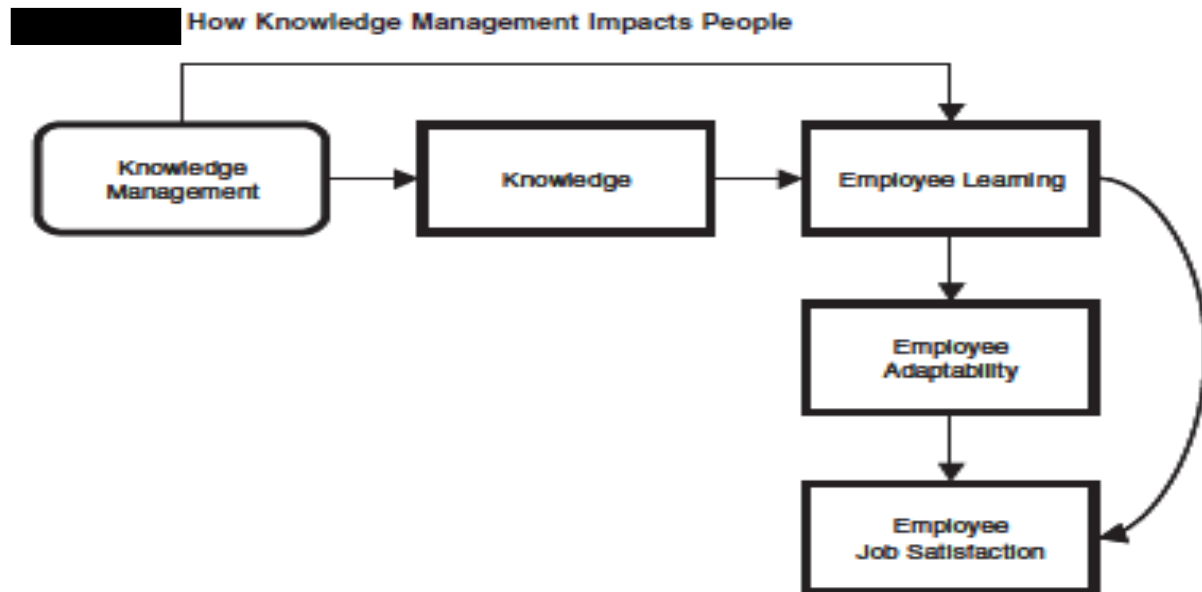 How Knowledge Management Impacts People
Knowledge
Management
Knowledge
Employee Learning
Employee
Adaptability
Employee
Job Satisfaction